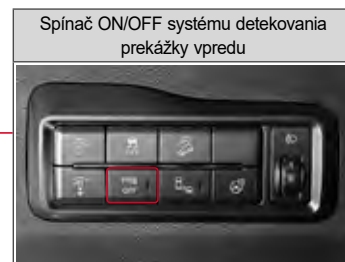 Spínač ON/OFF systému detekovania
prekážky vpredu
OFF